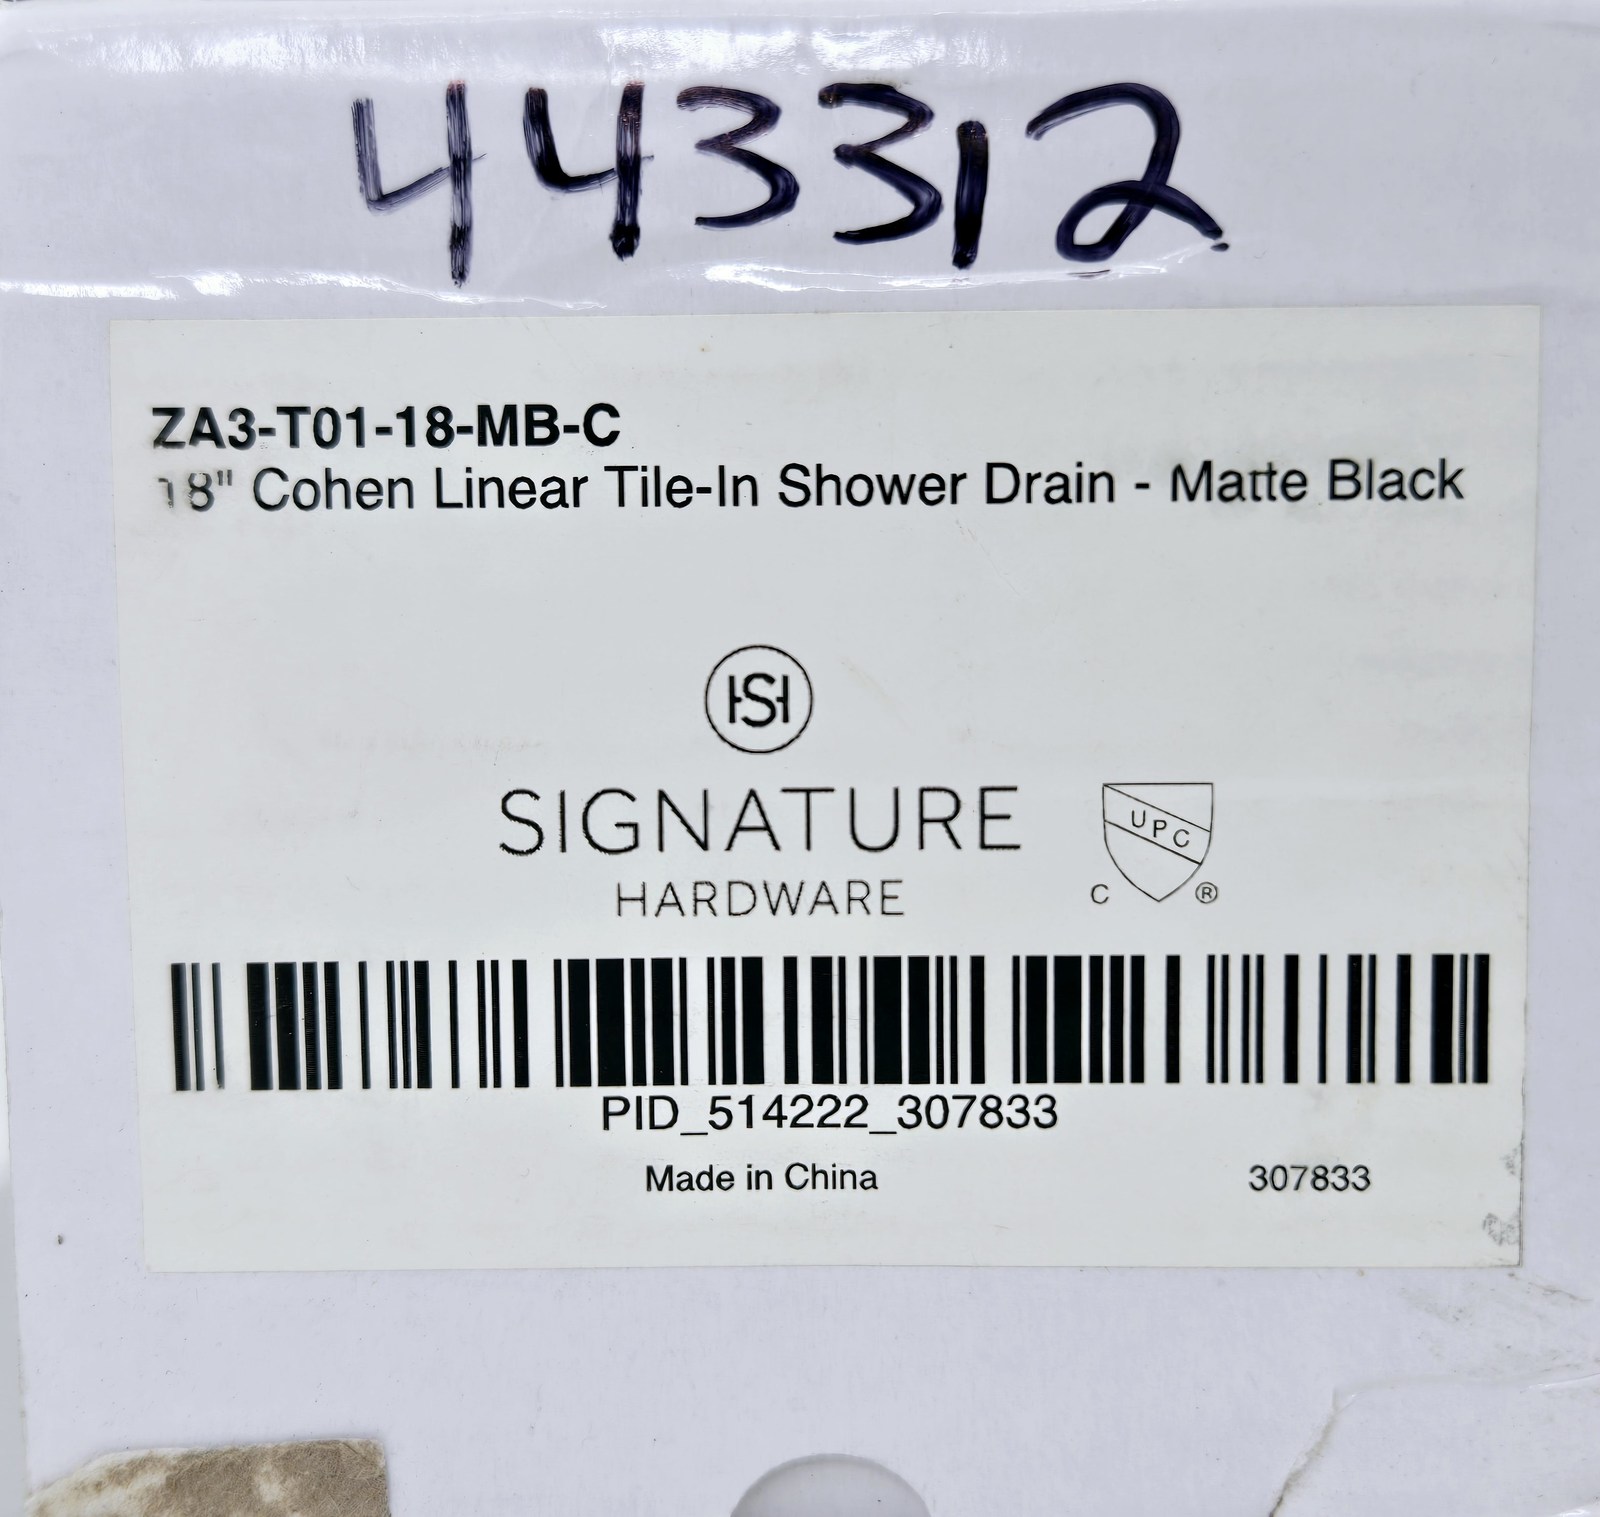 443312
ZA3-T01-18-MB-C
18" Cohen Linear Tile-In Shower Drain - Matte Black
HS
SIGNATURE
HARDWARE
UPC
C ®
PID_514222_307833
Made in China 307833